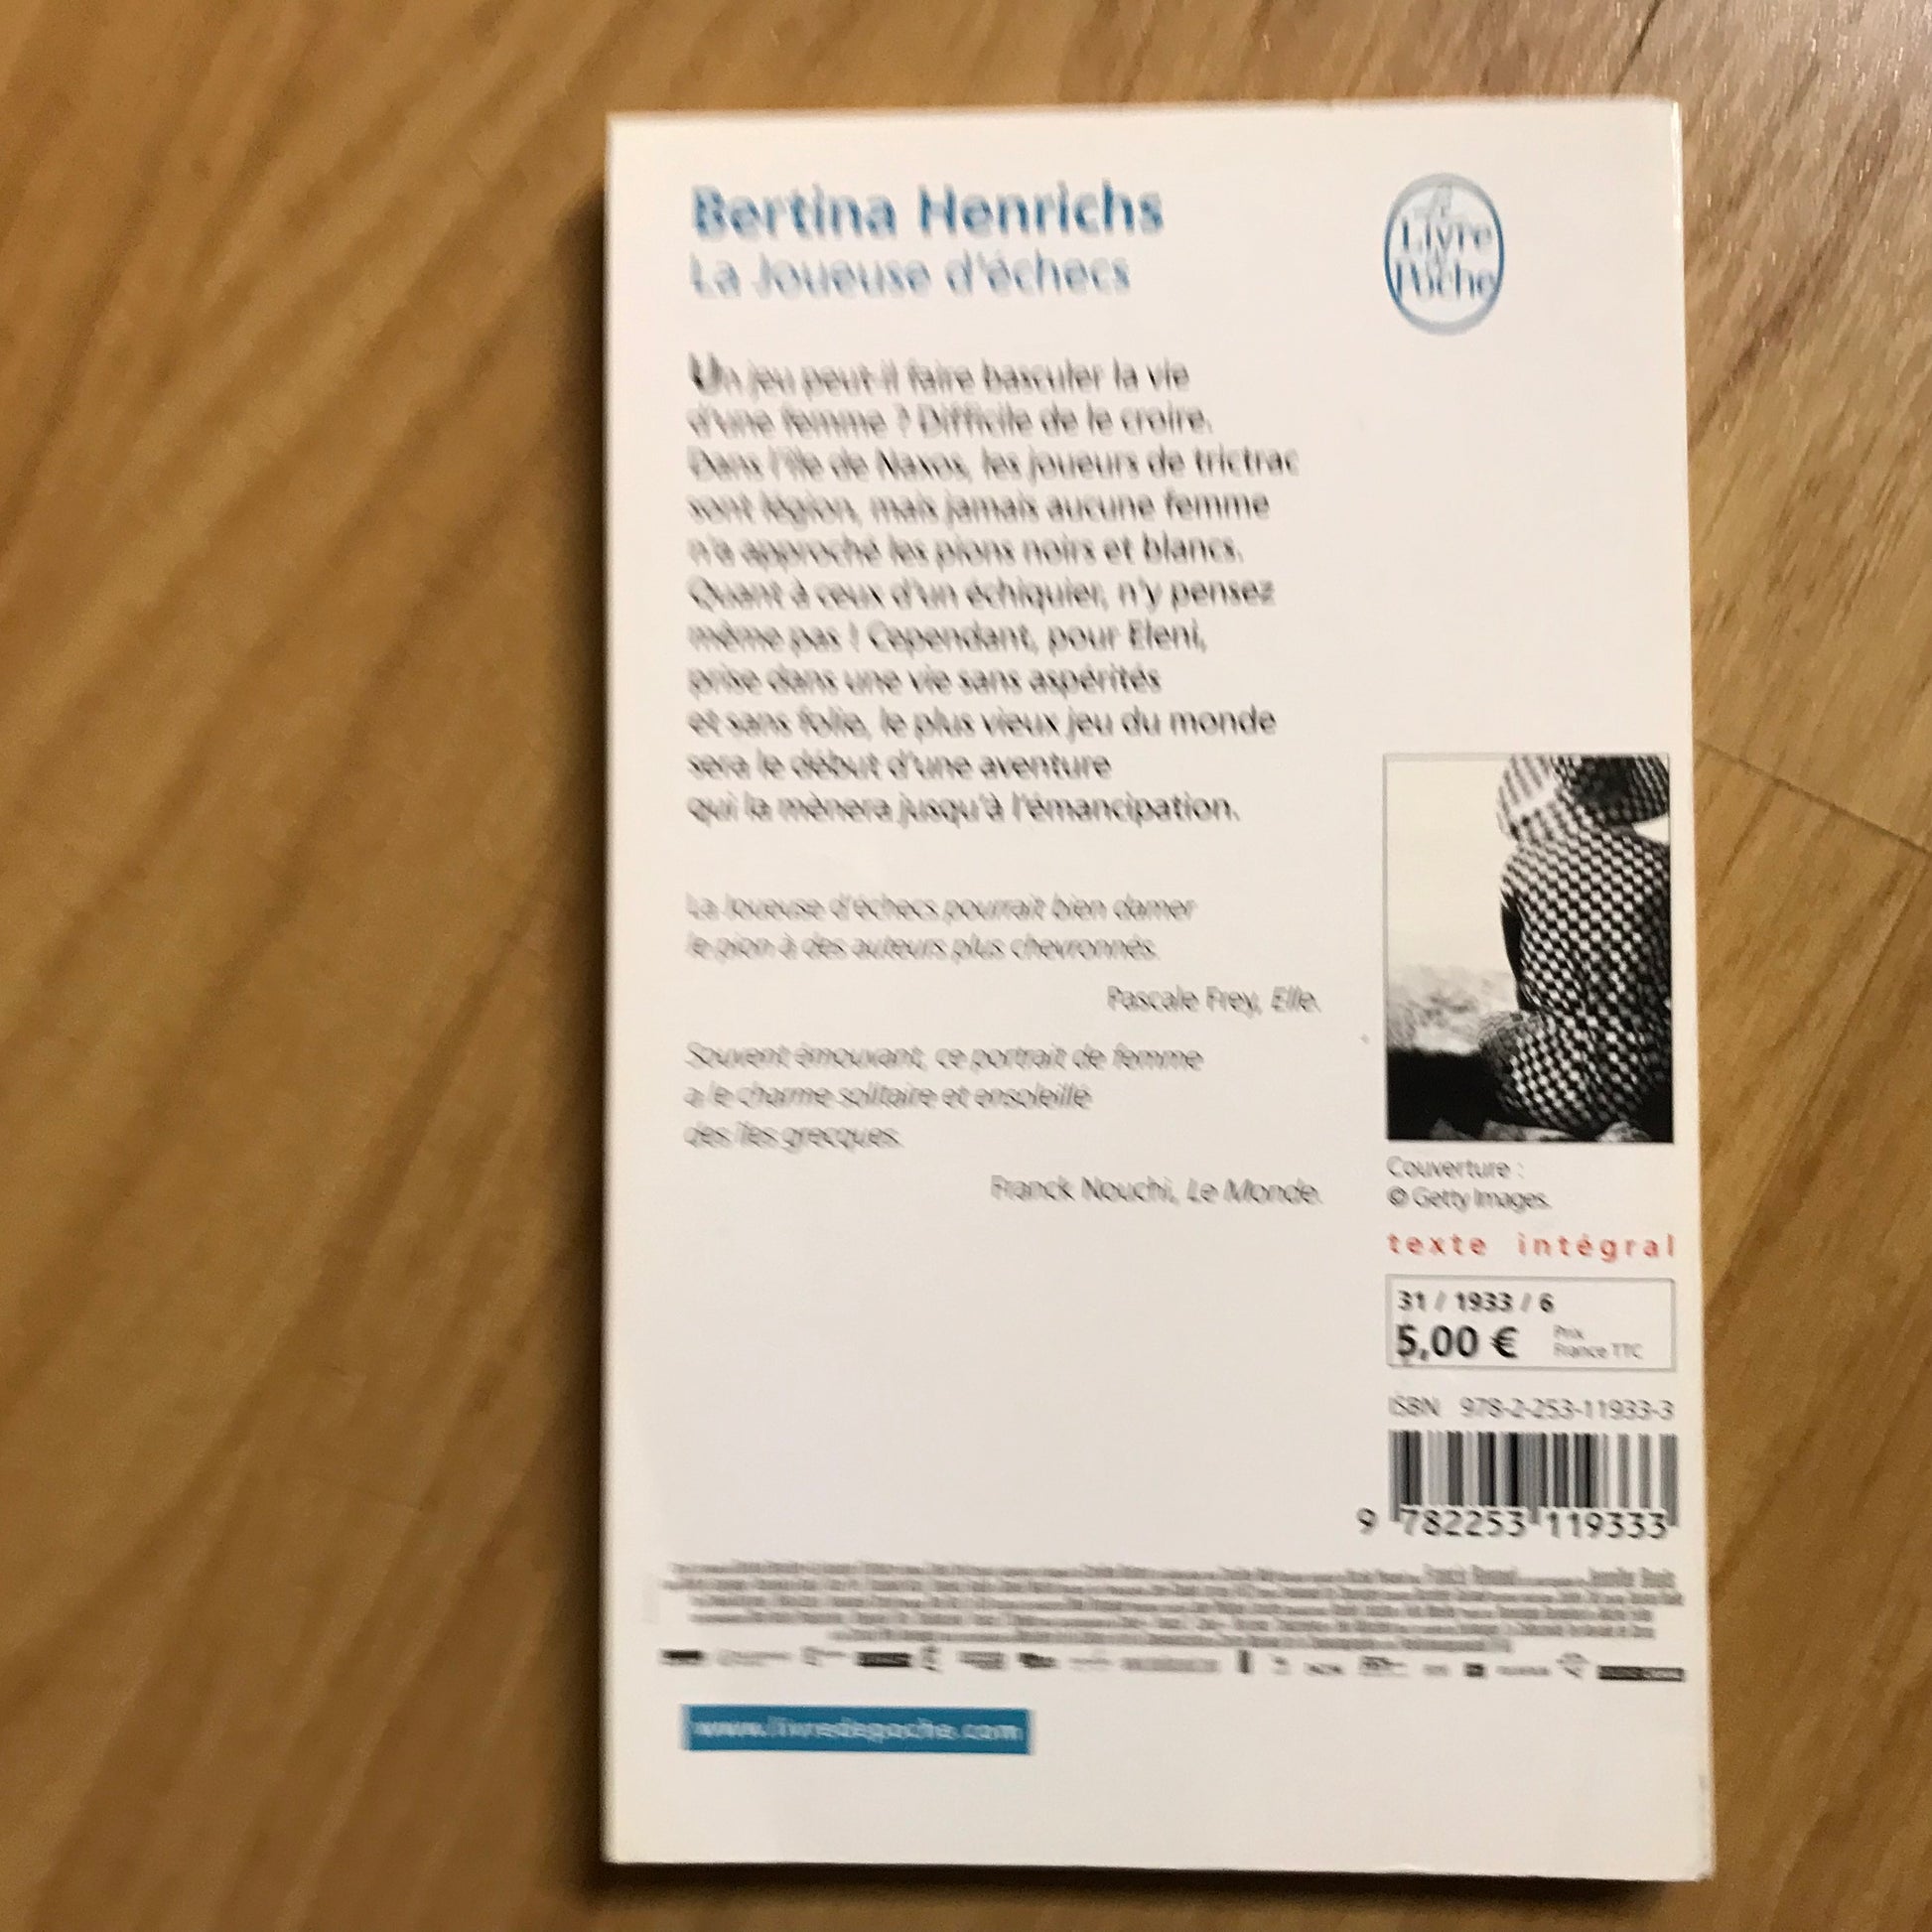 Bertina Henrichs
La Joueuse d'échecs
Livre
Poche
Un jeu peut-il faire basculer la vie
d'une femme ? Difficile de le croire.
Dans l'île de Naxos, les joueurs de trictrac
sont légion, mais jamais aucune femme
n'a approché les pions noirs et blancs.
Quant à ceux d'un échiquier, n'y pensez
même pas ! Cependant, pour Eleni,
prise dans une vie sans aspérités
et sans folie, le plus vieux jeu du monde
sera le début d'une aventure
qui la mènera jusqu'à l'émancipation.
La Joueuse d'échecs pourrait bien damer
le pion à des auteurs plus chevronnés.
Pascale Frey, Elle.
Souvent émouvant, ce portrait de femme
a le charme solitaire et ensoleillé
des îles grecques.
Franck Nouchi, Le Monde.
Couverture :
© Getty Images.
texte intégral
31 / 1933 / 6
5,00 € Prix
France TTC
ISBN 978-2-253-11933-3
9 782253 119333
www.livredepoche.com